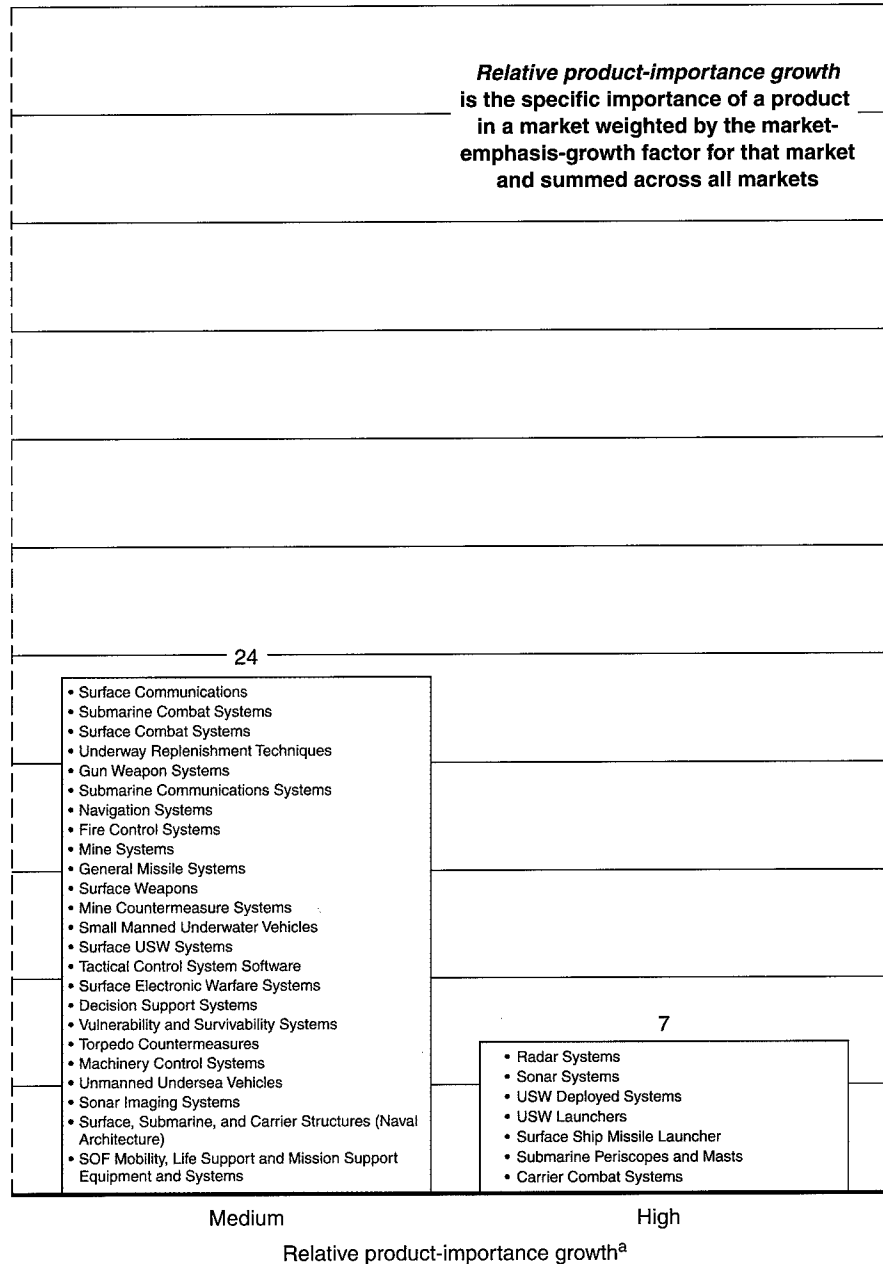 Relative product-importance growth
is the specific importance of a product
in a market weighted by the market-
emphasis-growth factor for that market
and summed across all markets
24
• Surface Communications
• Submarine Combat Systems
• Surface Combat Systems
• Underway Replenishment Techniques
• Gun Weapon Systems
• Submarine Communications Systems
• Navigation Systems
• Fire Control Systems
• Mine Systems
• General Missile Systems
• Surface Weapons
• Mine Countermeasure Systems
• Small Manned Underwater Vehicles
• Surface USW Systems
• Tactical Control System Software
• Surface Electronic Warfare Systems
• Decision Support Systems
• Vulnerability and Survivability Systems
• Torpedo Countermeasures
• Machinery Control Systems
• Unmanned Undersea Vehicles
• Sonar Imaging Systems
• Surface, Submarine, and Carrier Structures (Naval
Architecture)
• SOF Mobility, Life Support and Mission Support
Equipment and Systems
7
• Radar Systems
• Sonar Systems
• USW Deployed Systems
• USW Launchers
• Surface Ship Missile Launcher
• Submarine Periscopes and Masts
• Carrier Combat Systems
Medium
High
Relative product-importance growthᵃ